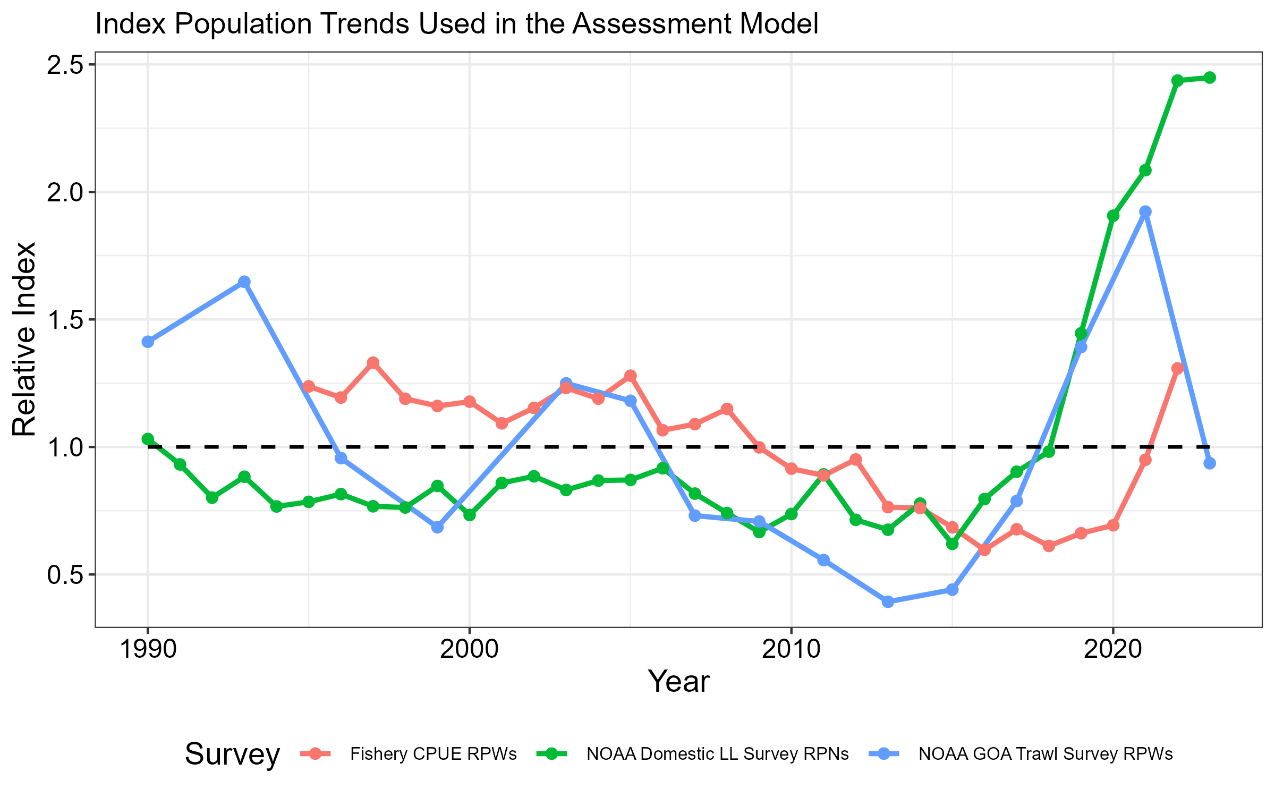 Index Population Trends Used in the Assessment Model
2.5
2.0
1.5
1.0
0.5
Relative Index
1990 2000 2010 2020
Year
Survey Fishery CPUE RPWs NOAA Domestic LL Survey RPNs NOAA GOA Trawl Survey RPWs